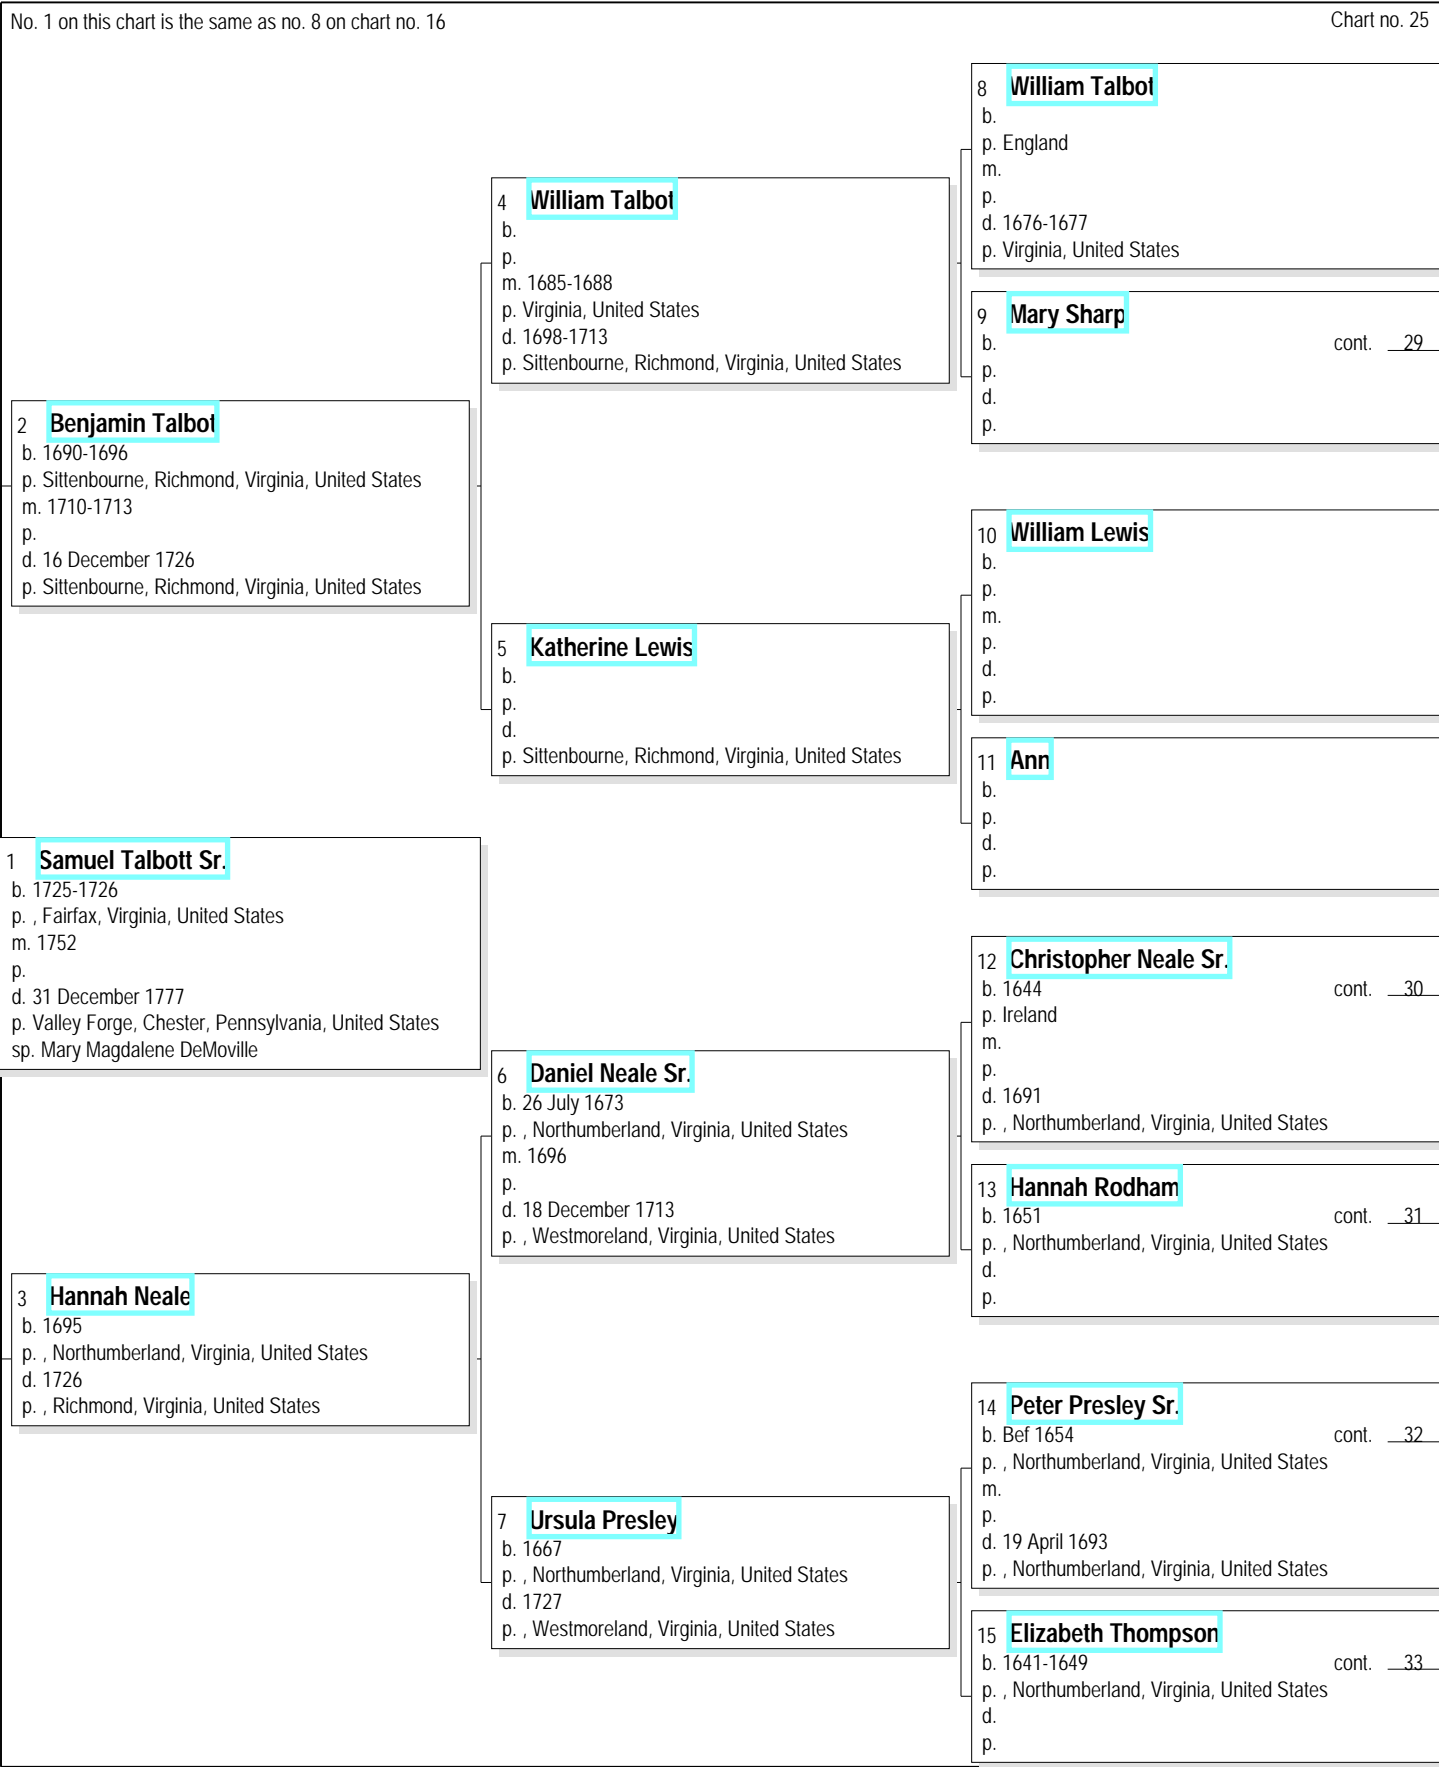 No. 1 on this chart is the same as no. 8 on chart no. 16
Chart no. 25
8 William Talbot
b.
p. England
m.
p.
d. 1676-1677
p. Virginia, United States
4 William Talbot
b.
p.
m. 1685-1688
p. Virginia, United States
d. 1698-1713
p. Sittenbourne, Richmond, Virginia, United States
9 Mary Sharp
b. cont. 29
p.
d.
p.
2 Benjamin Talbot
b. 1690-1696
p. Sittenbourne, Richmond, Virginia, United States
m. 1710-1713
p.
d. 16 December 1726
p. Sittenbourne, Richmond, Virginia, United States
10 William Lewis
b.
p.
m.
p.
d.
p.
5 Katherine Lewis
b.
p.
d.
p. Sittenbourne, Richmond, Virginia, United States
11 Ann
b.
p.
d.
p.
1 Samuel Talbott Sr.
b. 1725-1726
p. , Fairfax, Virginia, United States
m. 1752
p.
d. 31 December 1777
p. Valley Forge, Chester, Pennsylvania, United States
sp. Mary Magdalene DeMoville
12 Christopher Neale Sr.
b. 1644 cont. 30
p. Ireland
m.
p.
d. 1691
p. , Northumberland, Virginia, United States
6 Daniel Neale Sr.
b. 26 July 1673
p. , Northumberland, Virginia, United States
m. 1696
p.
d. 18 December 1713
p. , Westmoreland, Virginia, United States
13 Hannah Rodham
b. 1651 cont. 31
p. , Northumberland, Virginia, United States
d.
p.
3 Hannah Neale
b. 1695
p. , Northumberland, Virginia, United States
d. 1726
p. , Richmond, Virginia, United States
14 Peter Presley Sr.
b. Bef 1654 cont. 32
p. , Northumberland, Virginia, United States
m.
p.
d. 19 April 1693
p. , Northumberland, Virginia, United States
7 Ursula Presley
b. 1667
p. , Northumberland, Virginia, United States
d. 1727
p. , Westmoreland, Virginia, United States
15 Elizabeth Thompson
b. 1641-1649 cont. 33
p. , Northumberland, Virginia, United States
d.
p.